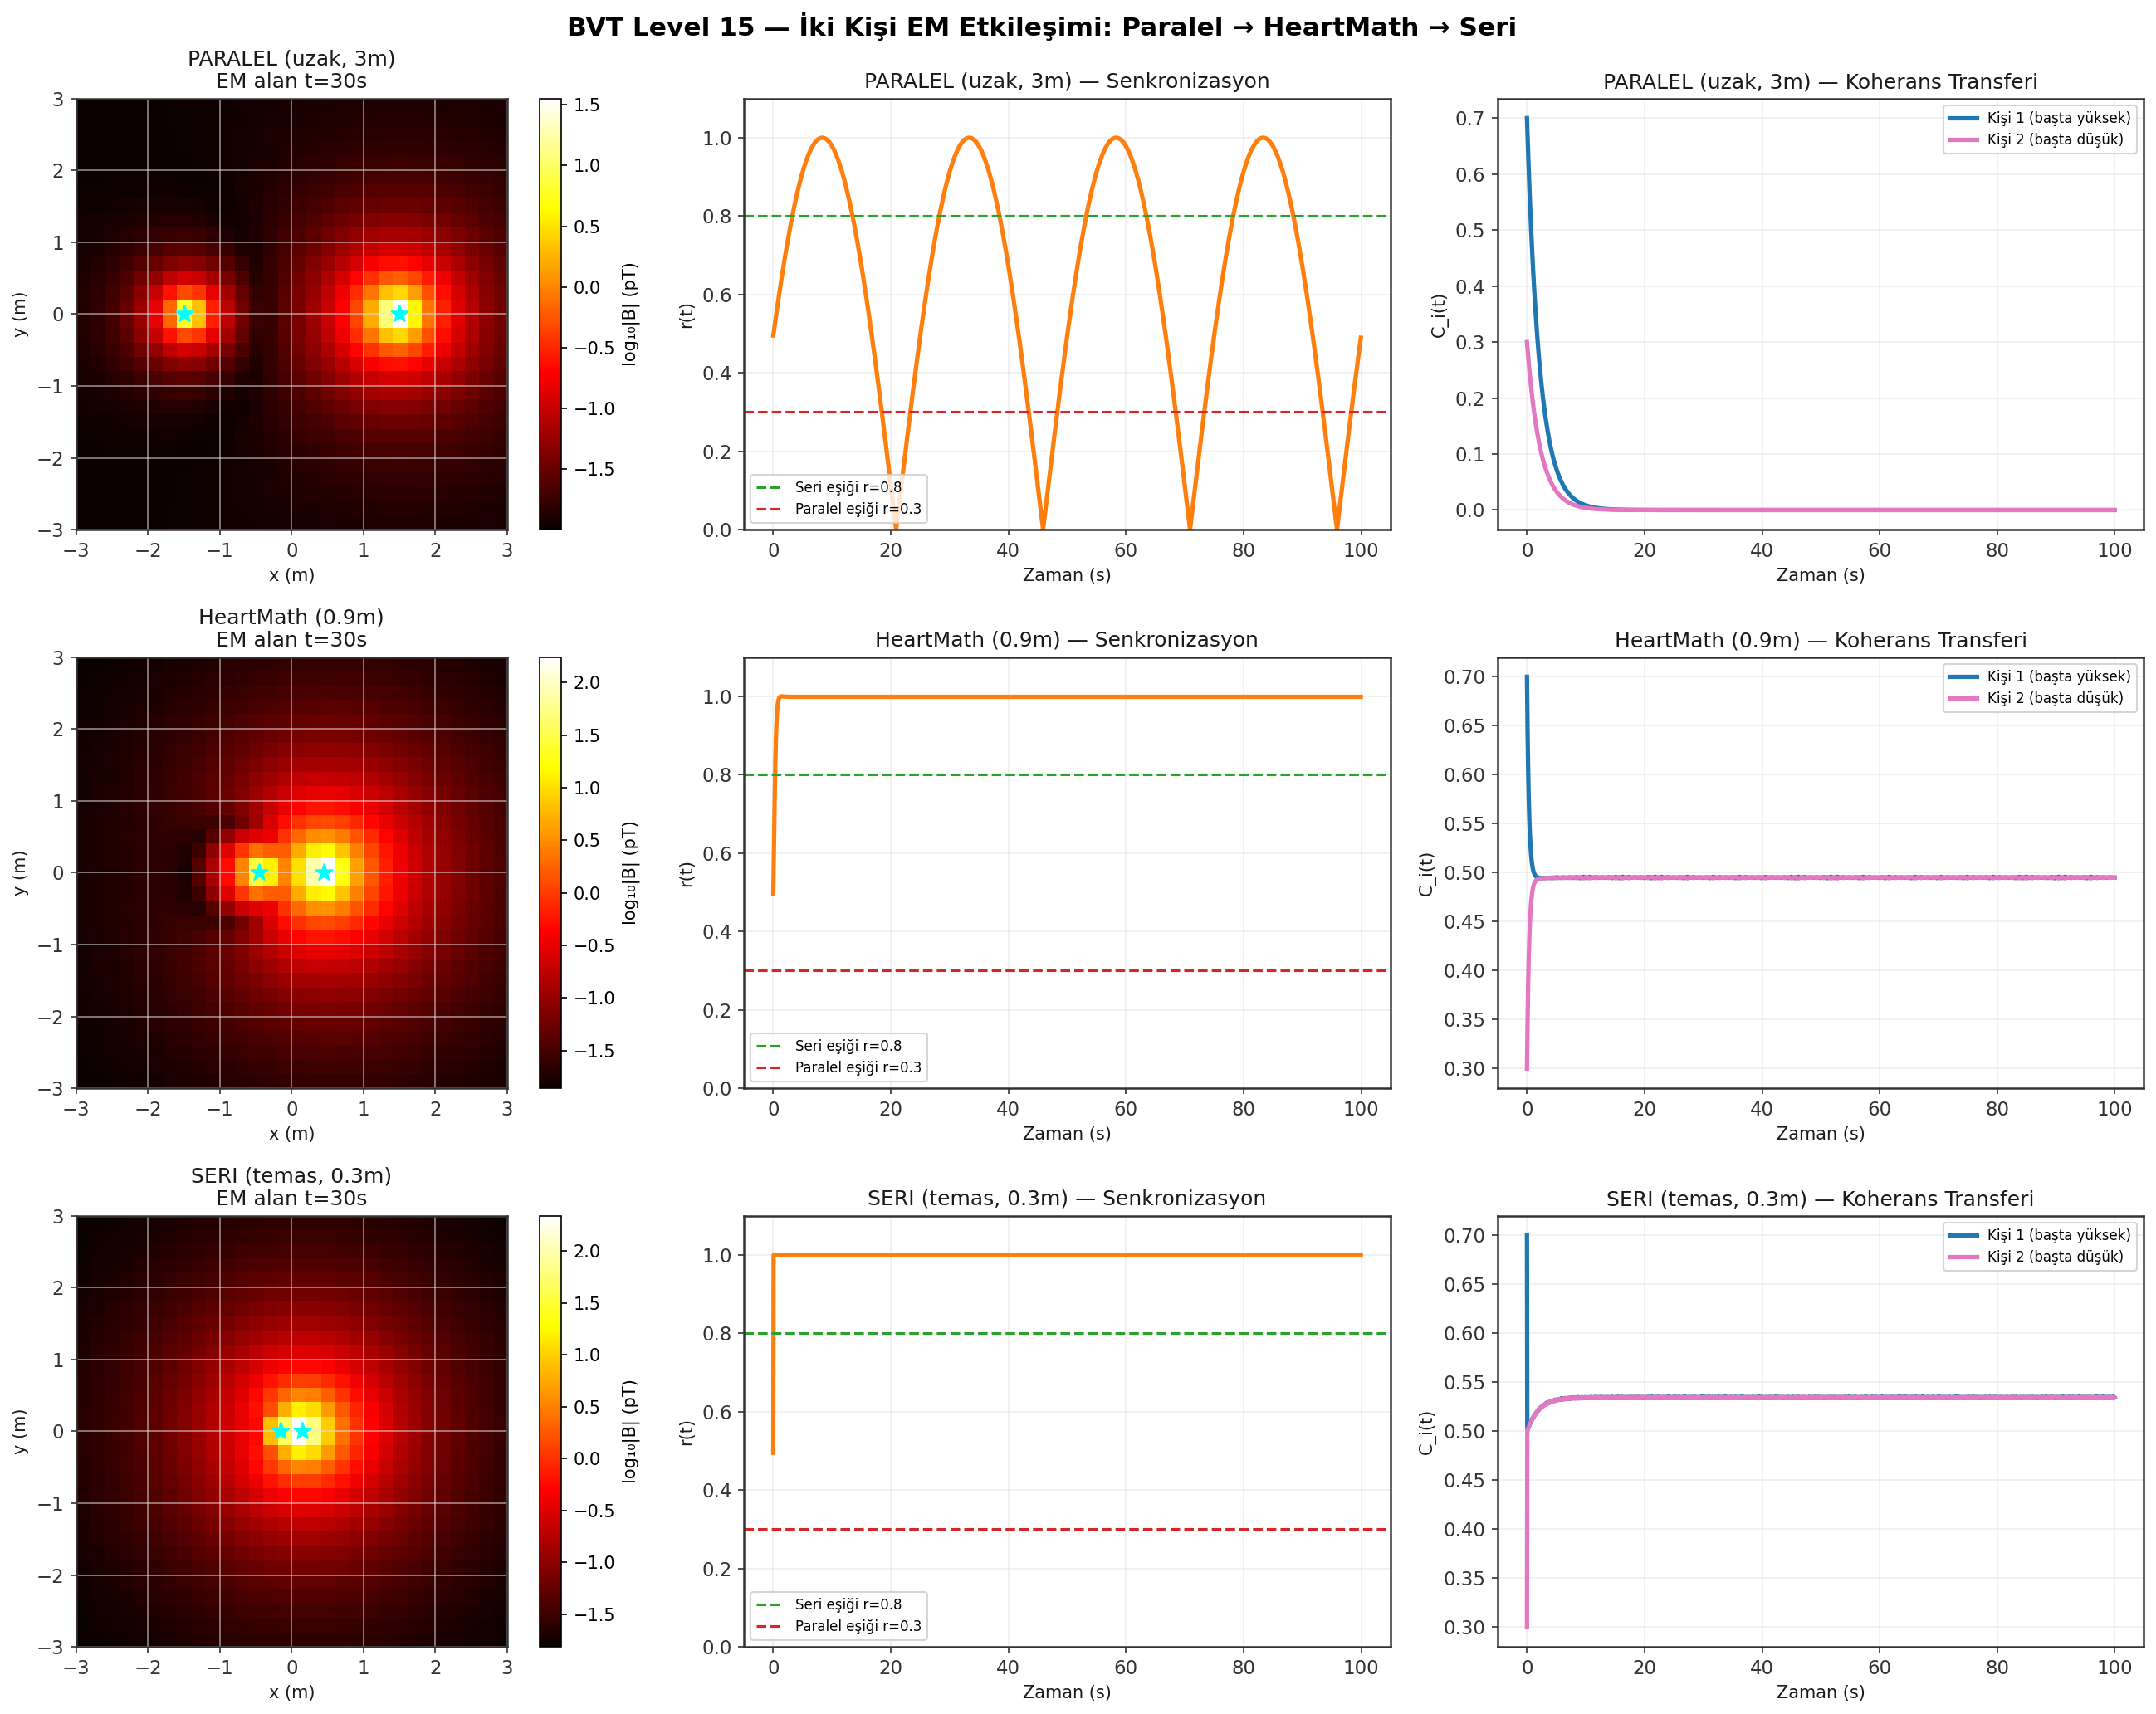 BVT Level 15 — İki Kişi EM Etkileşimi: Paralel → HeartMath → Seri
PARALEL (uzak, 3m)
EM alan t=30s
3
2
1
0
−1
−2
−3
y (m)
−3 −2 −1 0 1 2 3
x (m)
1.5
1.0
0.5
0.0
−0.5
−1.0
−1.5
log₁₀|B| (pT)
PARALEL (uzak, 3m) — Senkronizasyon
1.0
0.8
0.6
0.4
0.2
0.0
r(t)
Seri eşiği r=0.8
Paralel eşiği r=0.3
0 20 40 60 80 100
Zaman (s)
PARALEL (uzak, 3m) — Koherans Transferi
Kişi 1 (başta yüksek)
Kişi 2 (başta düşük)
0.7
0.6
0.5
0.4
0.3
0.2
0.1
0.0
C_i(t)
0 20 40 60 80 100
Zaman (s)
HeartMath (0.9m)
EM alan t=30s
3
2
1
0
−1
−2
−3
y (m)
−3 −2 −1 0 1 2 3
x (m)
2.0
1.5
1.0
0.5
0.0
−0.5
−1.0
−1.5
log₁₀|B| (pT)
HeartMath (0.9m) — Senkronizasyon
1.0
0.8
0.6
0.4
0.2
0.0
r(t)
Seri eşiği r=0.8
Paralel eşiği r=0.3
0 20 40 60 80 100
Zaman (s)
HeartMath (0.9m) — Koherans Transferi
Kişi 1 (başta yüksek)
Kişi 2 (başta düşük)
0.70
0.65
0.60
0.55
0.50
0.45
0.40
0.35
0.30
C_i(t)
0 20 40 60 80 100
Zaman (s)
SERI (temas, 0.3m)
EM alan t=30s
3
2
1
0
−1
−2
−3
y (m)
−3 −2 −1 0 1 2 3
x (m)
2.0
1.5
1.0
0.5
0.0
−0.5
−1.0
−1.5
log₁₀|B| (pT)
SERI (temas, 0.3m) — Senkronizasyon
1.0
0.8
0.6
0.4
0.2
0.0
r(t)
Seri eşiği r=0.8
Paralel eşiği r=0.3
0 20 40 60 80 100
Zaman (s)
SERI (temas, 0.3m) — Koherans Transferi
Kişi 1 (başta yüksek)
Kişi 2 (başta düşük)
0.70
0.65
0.60
0.55
0.50
0.45
0.40
0.35
0.30
C_i(t)
0 20 40 60 80 100
Zaman (s)